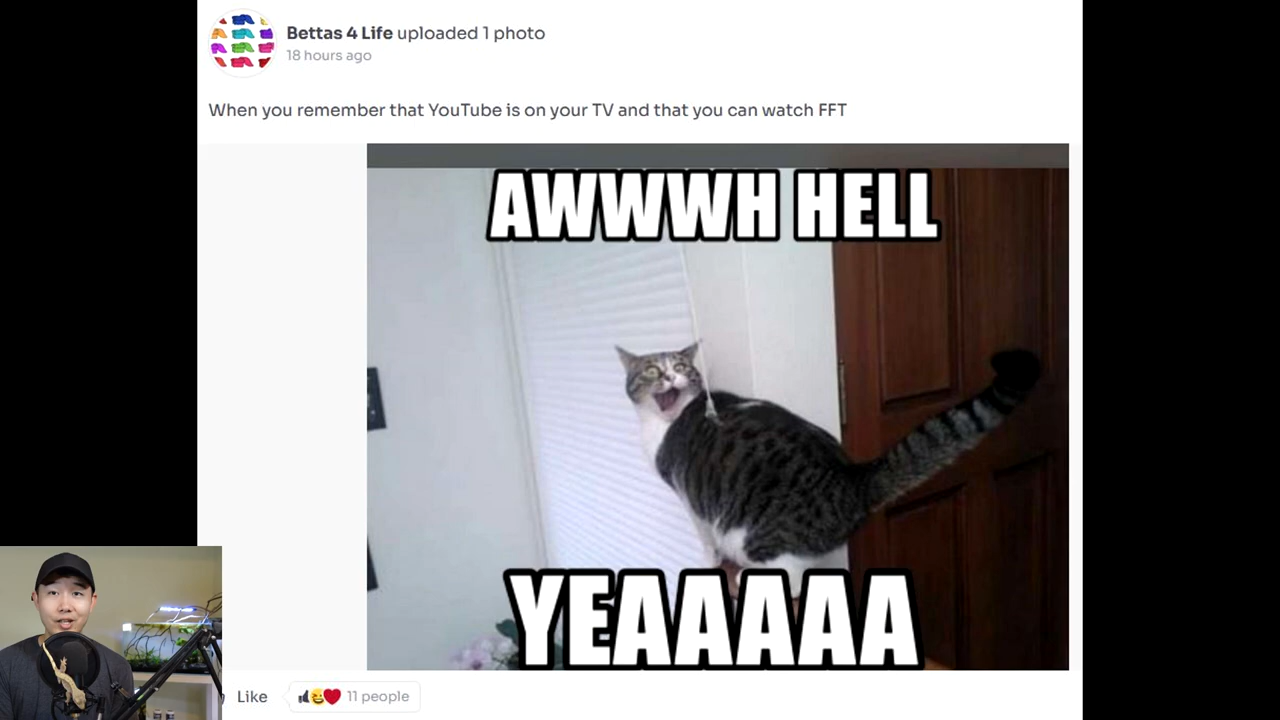 Bettas 4 Life uploaded 1 photo
18 hours ago
When you remember that YouTube is on your TV and that you can watch FFT
AWWWH HELL
YEAAAAA
Like
11 people